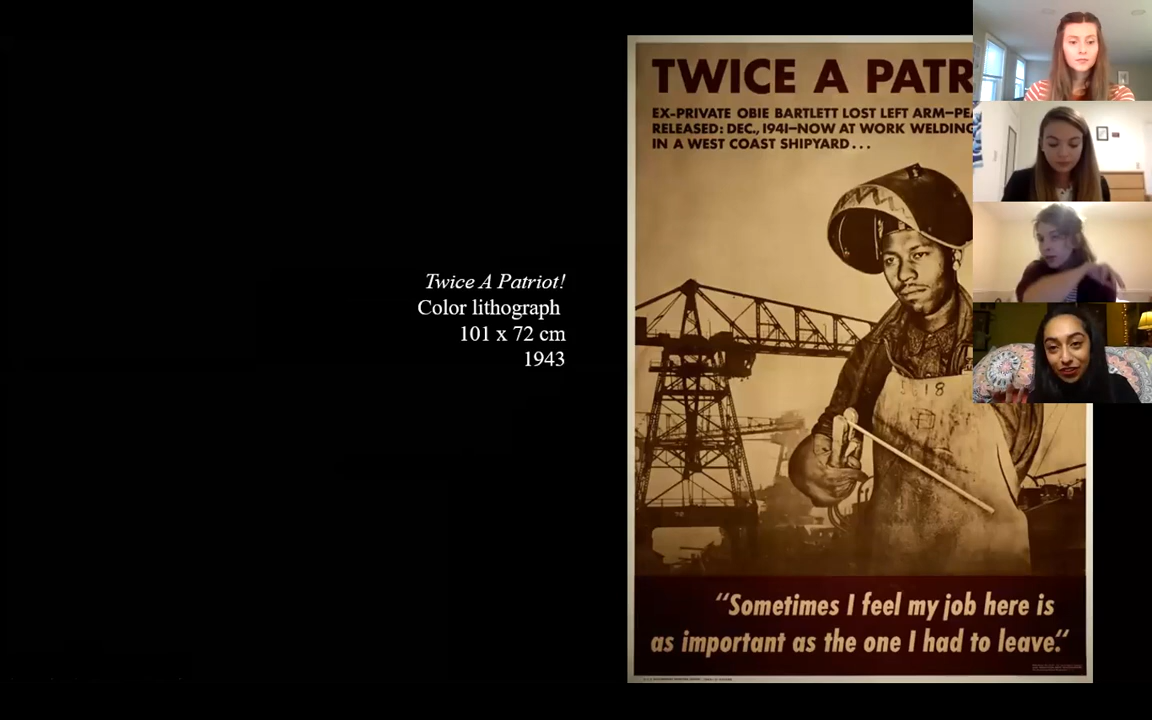 Twice A Patriot!
Color lithograph
101 x 72 cm
1943
TWICE A PATR
EX-PRIVATE OBIE BARTLETT LOST LEFT ARM—PE
RELEASED: DEC., 1941—NOW AT WORK WELDING
IN A WEST COAST SHIPYARD...
"Sometimes I feel my job here is
as important as the one I had to leave."